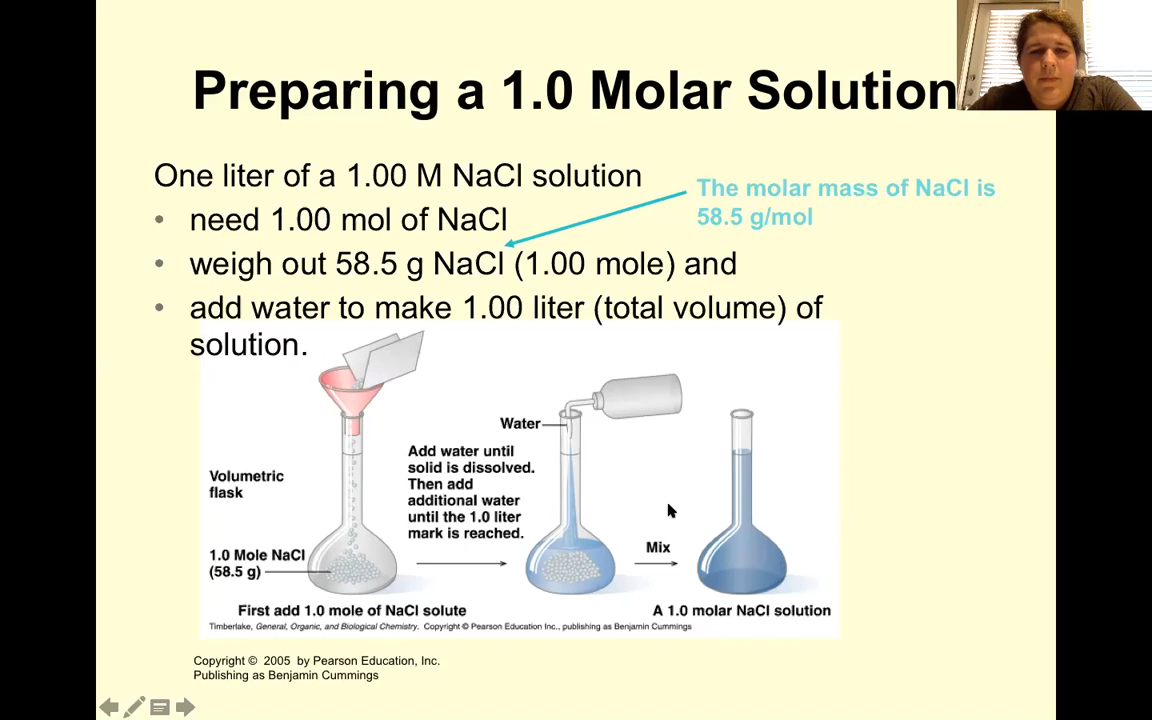 Preparing a 1.0 Molar Solution
One liter of a 1.00 M NaCl solution
The molar mass of NaCl is
58.5 g/mol
• need 1.00 mol of NaCl
• weigh out 58.5 g NaCl (1.00 mole) and
• add water to make 1.00 liter (total volume) of
solution.
Volumetric
flask
1.0 Mole NaCl
(58.5 g)
First add 1.0 mole of NaCl solute
Water
Add water until
solid is dissolved.
Then add
additional water
until the 1.0 liter
mark is reached.
Mix
A 1.0 molar NaCl solution
Timberlake, General, Organic, and Biological Chemistry. Copyright © Pearson Education Inc., publishing as Benjamin Cummings
Copyright © 2005 by Pearson Education, Inc.
Publishing as Benjamin Cummings